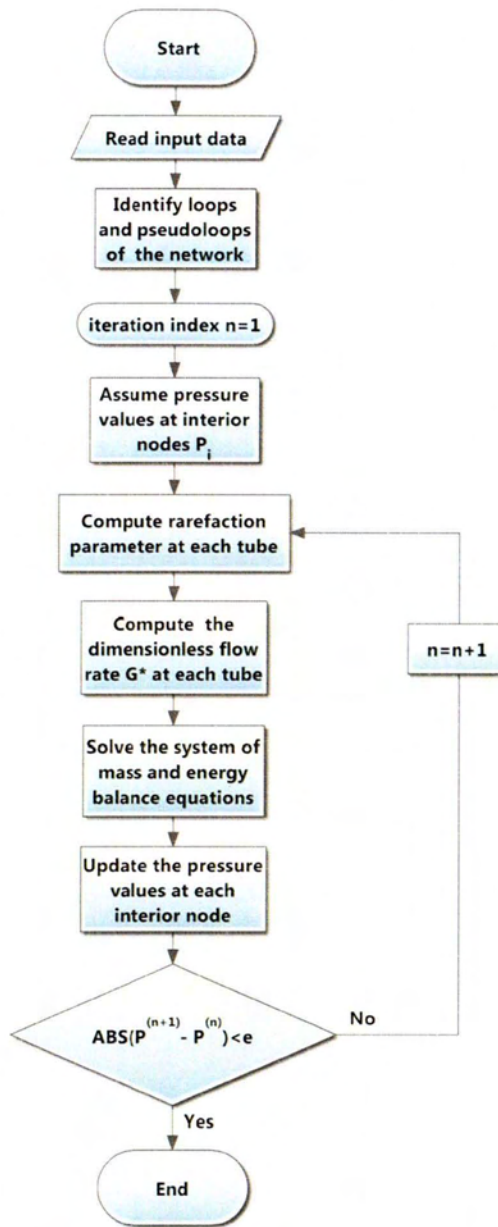 Start
Read input data
Identify loops
and pseudoloops
of the network
iteration index n=1
Assume pressure
values at interior
nodes P_i
Compute rarefaction
parameter at each tube
Compute the
dimensionless flow
rate G* at each tube
n=n+1
Solve the system of
mass and energy
balance equations
Update the pressure
values at each
interior node
ABS(P^(n+1) - P^(n))<e
No
Yes
End